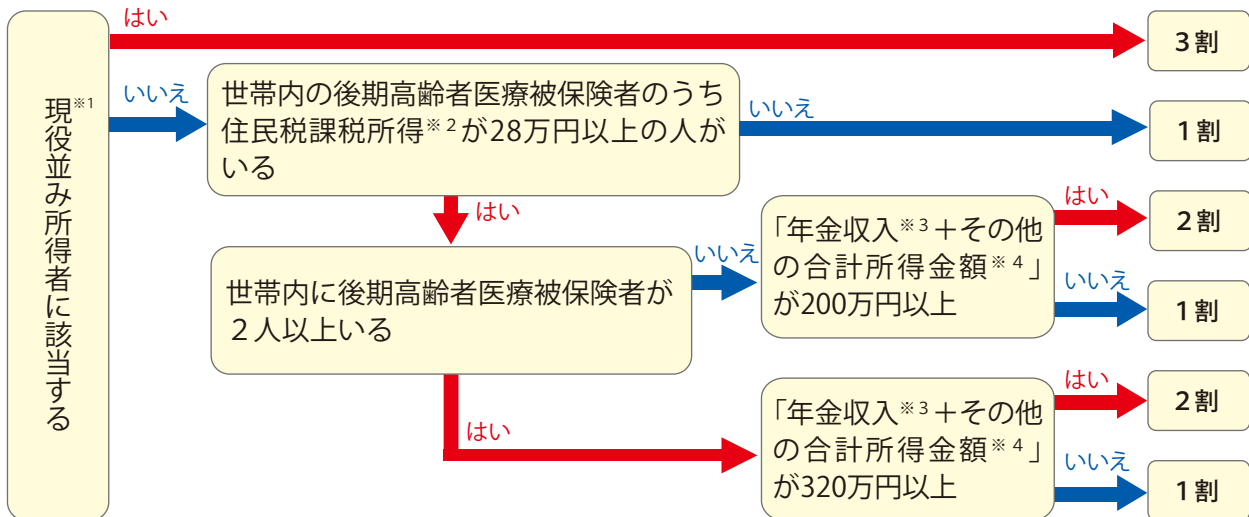 現役並み所得者に該当する※1
はい
3割
いいえ
世帯内の後期高齢者医療被保険者のうち
住民税課税所得※2が28万円以上の人が
いる
いいえ
1割
はい
世帯内に後期高齢者医療被保険者が
2人以上いる
いいえ
「年金収入※3＋その他
の合計所得金額※4」
が200万円以上
はい
2割
いいえ
1割
はい
「年金収入※3＋その他
の合計所得金額※4」
が320万円以上
はい
2割
いいえ
1割